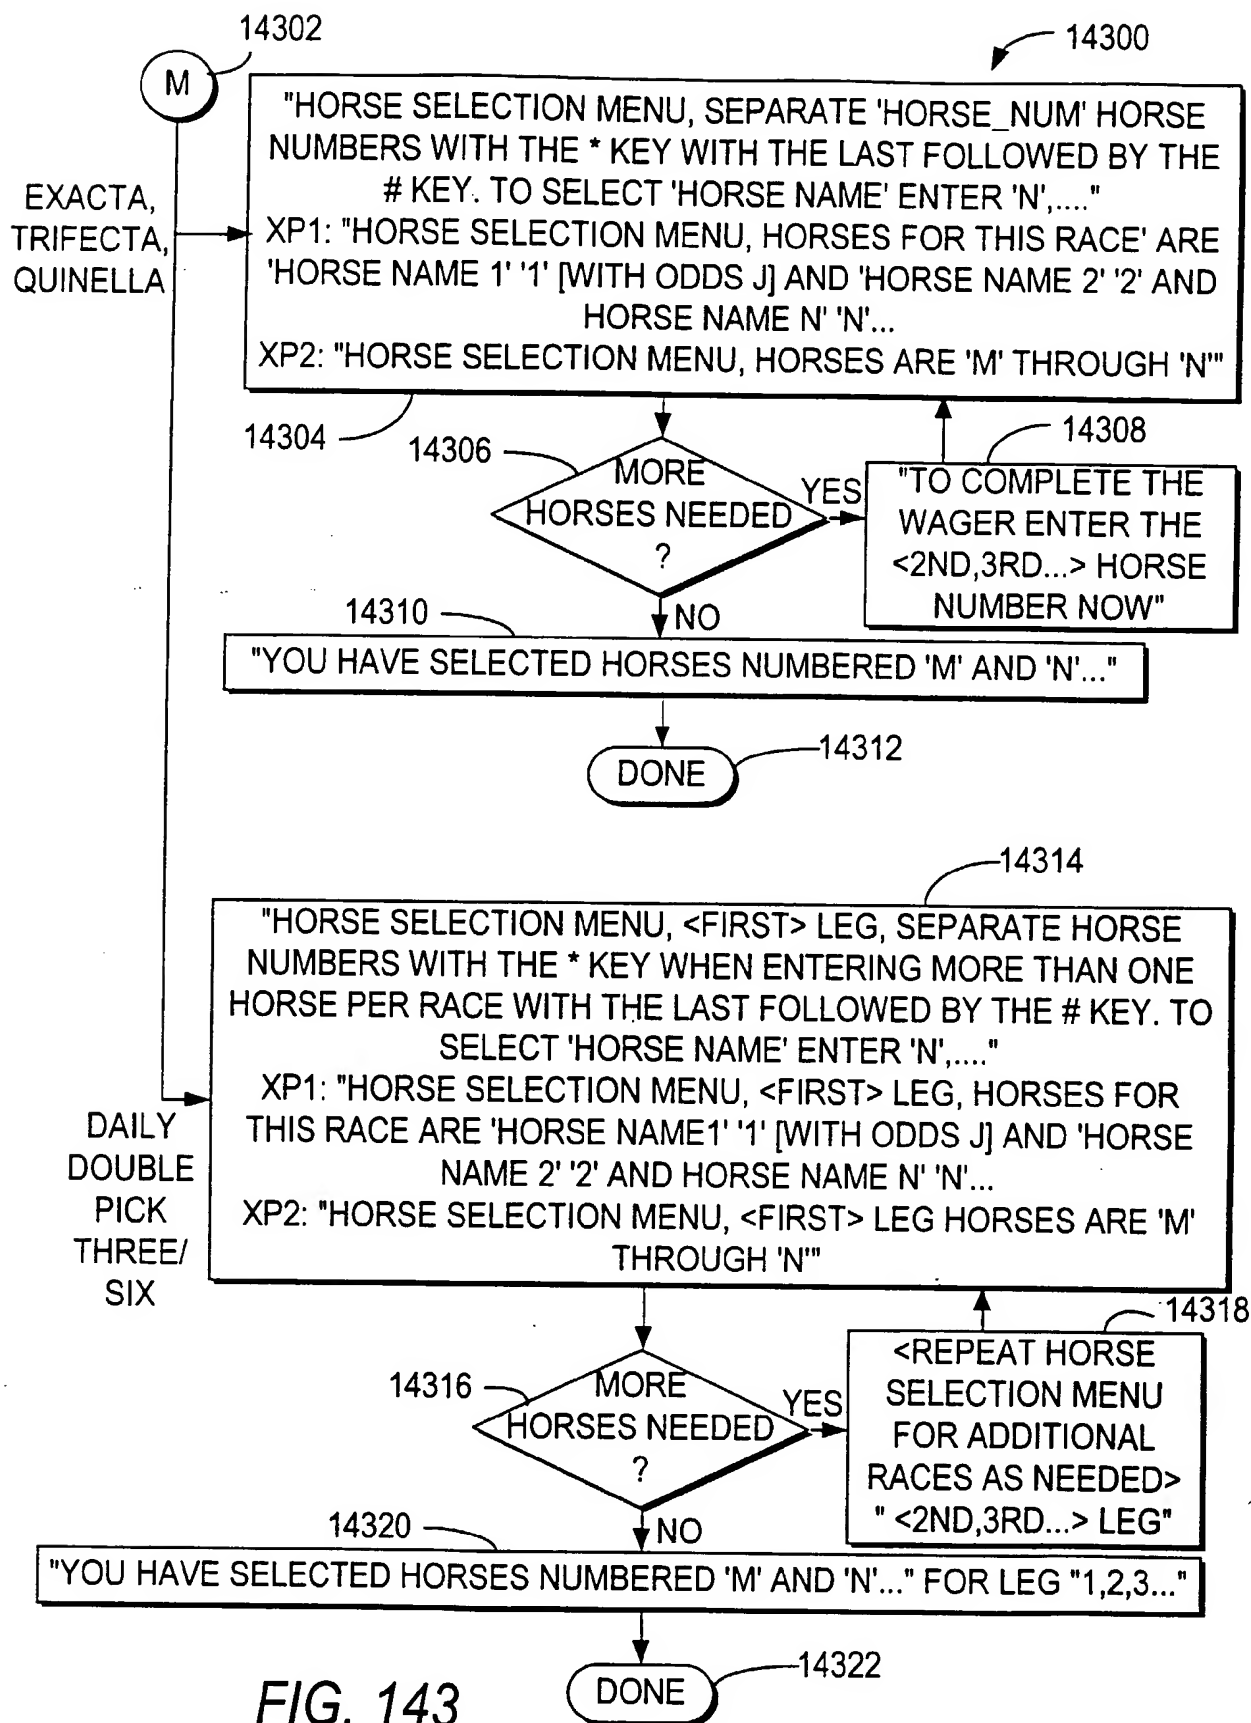 14302
14300
M
"HORSE SELECTION MENU, SEPARATE 'HORSE_NUM' HORSE
NUMBERS WITH THE * KEY WITH THE LAST FOLLOWED BY THE
# KEY. TO SELECT 'HORSE NAME' ENTER 'N',...."
XP1: "HORSE SELECTION MENU, HORSES FOR THIS RACE' ARE
'HORSE NAME 1' '1' [WITH ODDS J] AND 'HORSE NAME 2' '2' AND
HORSE NAME N' 'N'...
XP2: "HORSE SELECTION MENU, HORSES ARE 'M' THROUGH 'N'"
EXACTA,
TRIFECTA,
QUINELLA
14304
14306
14308
MORE
HORSES NEEDED
?
YES
"TO COMPLETE THE
WAGER ENTER THE
<2ND,3RD...> HORSE
NUMBER NOW"
14310
NO
"YOU HAVE SELECTED HORSES NUMBERED 'M' AND 'N'..."
DONE
14312
14314
"HORSE SELECTION MENU, <FIRST> LEG, SEPARATE HORSE
NUMBERS WITH THE * KEY WHEN ENTERING MORE THAN ONE
HORSE PER RACE WITH THE LAST FOLLOWED BY THE # KEY. TO
SELECT 'HORSE NAME' ENTER 'N',...."
XP1: "HORSE SELECTION MENU, <FIRST> LEG, HORSES FOR
THIS RACE ARE 'HORSE NAME1' '1' [WITH ODDS J] AND 'HORSE
NAME 2' '2' AND HORSE NAME N' 'N'...
XP2: "HORSE SELECTION MENU, <FIRST> LEG HORSES ARE 'M'
THROUGH 'N'"
DAILY
DOUBLE
PICK
THREE/
SIX
14316
14318
MORE
HORSES NEEDED
?
YES
<REPEAT HORSE
SELECTION MENU
FOR ADDITIONAL
RACES AS NEEDED>
" <2ND,3RD...> LEG"
14320
NO
"YOU HAVE SELECTED HORSES NUMBERED 'M' AND 'N'..." FOR LEG "1,2,3..."
DONE
14322
FIG. 143